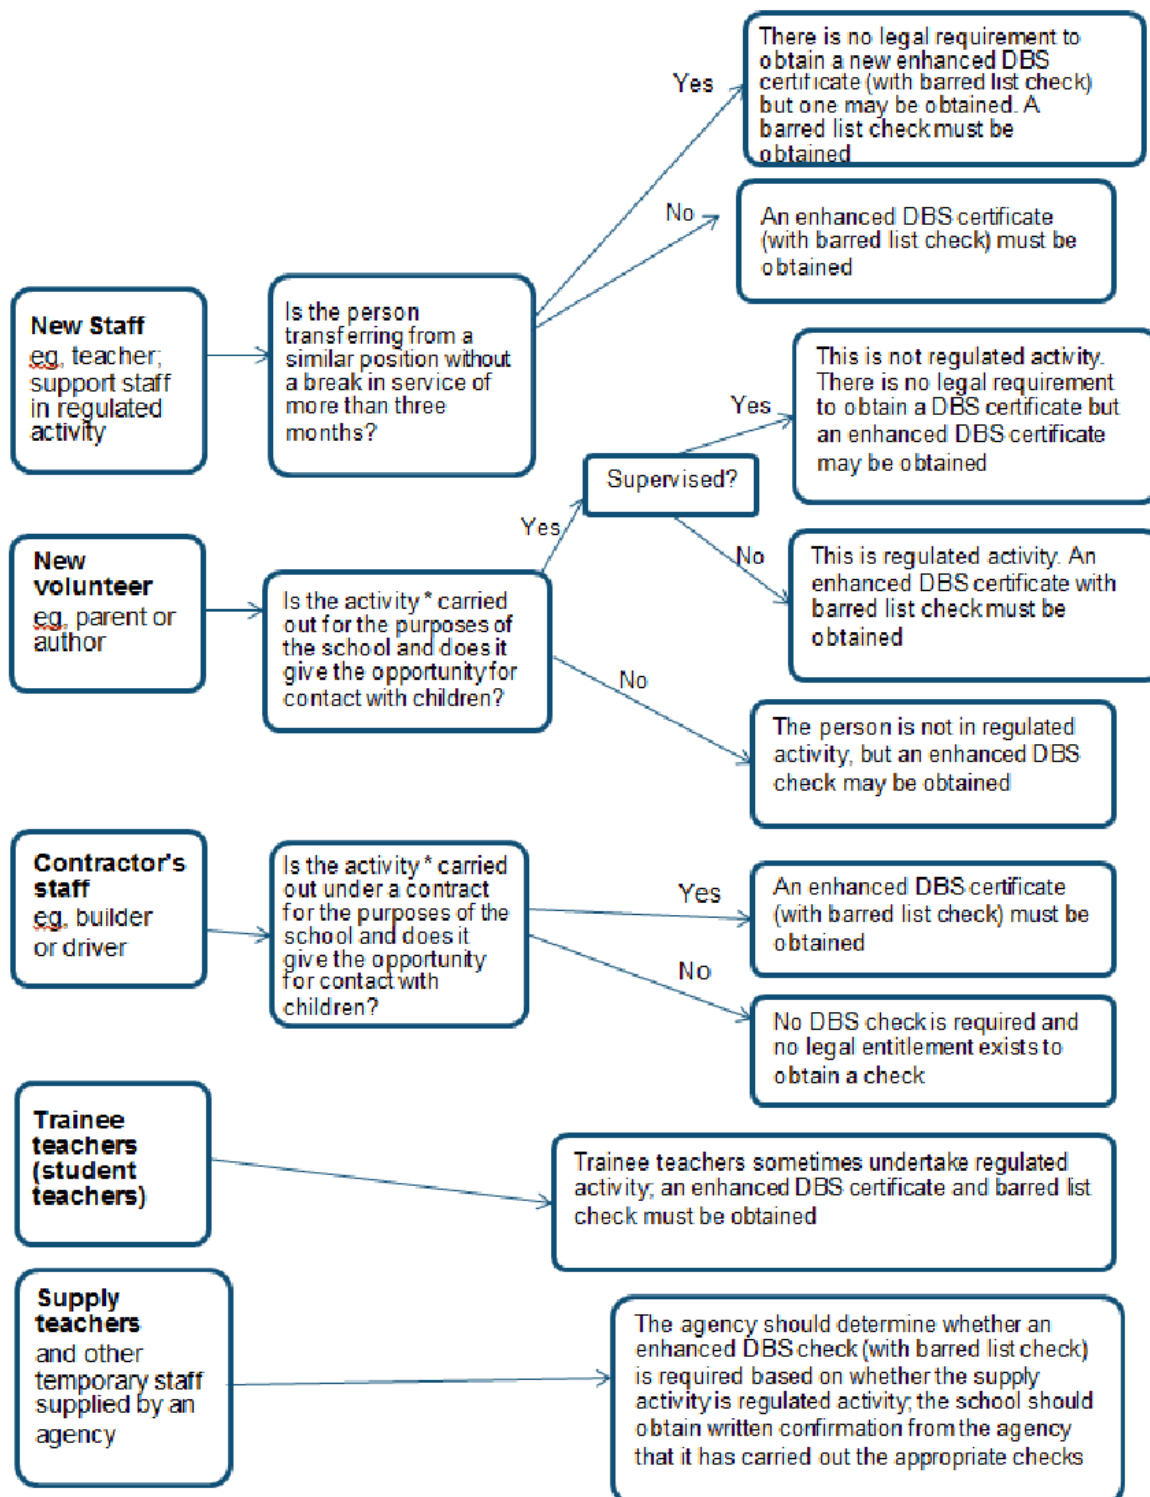 There is no legal requirement to
obtain a new enhanced DBS
certificate (with barred list check)
but one may be obtained. A
barred list check must be
obtained
Yes
No
An enhanced DBS certificate
(with barred list check) must be
obtained
New Staff
eg, teacher;
support staff
in regulated
activity
Is the person
transferring from a
similar position without
a break in service of
more than three
months?
This is not regulated activity.
There is no legal requirement
to obtain a DBS certificate but
an enhanced DBS certificate
may be obtained
Yes
Supervised?
Yes
No
This is regulated activity. An
enhanced DBS certificate with
barred list check must be
obtained
New
volunteer
eg, parent or
author
Is the activity * carried
out for the purposes of
the school and does it
give the opportunity for
contact with children?
No
The person is not in regulated
activity, but an enhanced DBS
check may be obtained
Contractor's
staff
eg, builder
or driver
Is the activity * carried
out under a contract
for the purposes of the
school and does it
give the opportunity
for contact with
children?
Yes
An enhanced DBS certificate
(with barred list check) must be
obtained
No
No DBS check is required and
no legal entitlement exists to
obtain a check
Trainee
teachers
(student
teachers)
Trainee teachers sometimes undertake regulated
activity; an enhanced DBS certificate and barred list
check must be obtained
Supply
teachers
and other
temporary staff
supplied by an
agency
The agency should determine whether an
enhanced DBS check (with barred list check)
is required based on whether the supply
activity is regulated activity; the school should
obtain written confirmation from the agency
that it has carried out the appropriate checks